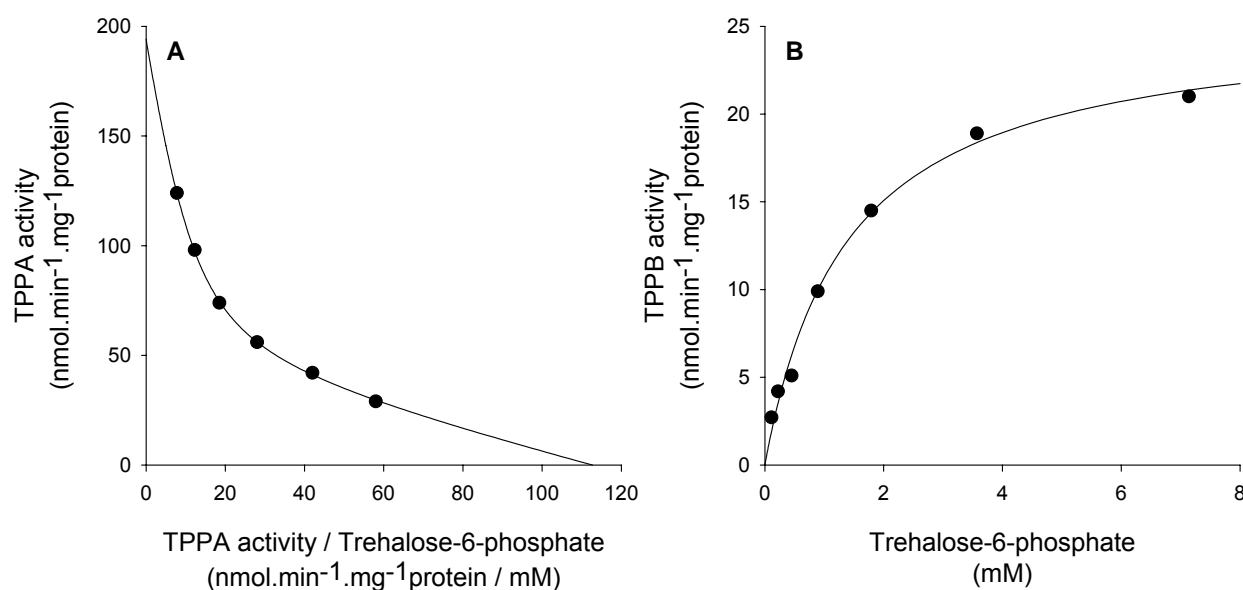 A
TPPA activity
(nmol.min-1.mg-1protein)
200
150
100
50
0
0 20 40 60 80 100 120
TPPA activity / Trehalose-6-phosphate
(nmol.min-1.mg-1protein / mM)
B
TPPB activity
(nmol.min-1.mg-1protein)
25
20
15
10
5
0
0 2 4 6 8
Trehalose-6-phosphate
(mM)